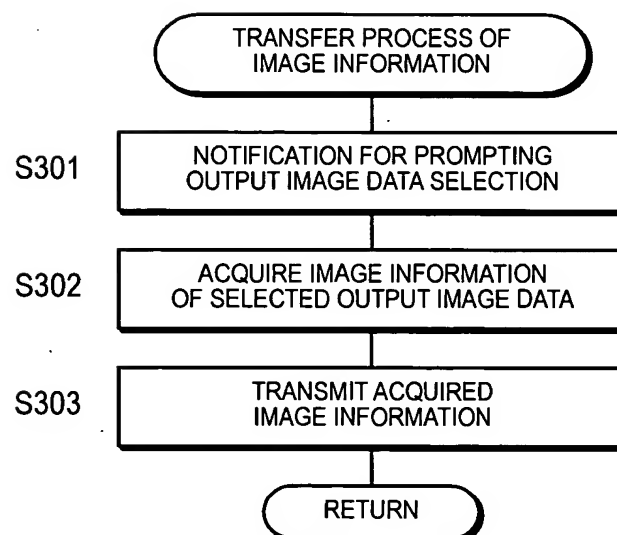 TRANSFER PROCESS OF
IMAGE INFORMATION
S301
NOTIFICATION FOR PROMPTING
OUTPUT IMAGE DATA SELECTION
S302
ACQUIRE IMAGE INFORMATION
OF SELECTED OUTPUT IMAGE DATA
S303
TRANSMIT ACQUIRED
IMAGE INFORMATION
RETURN